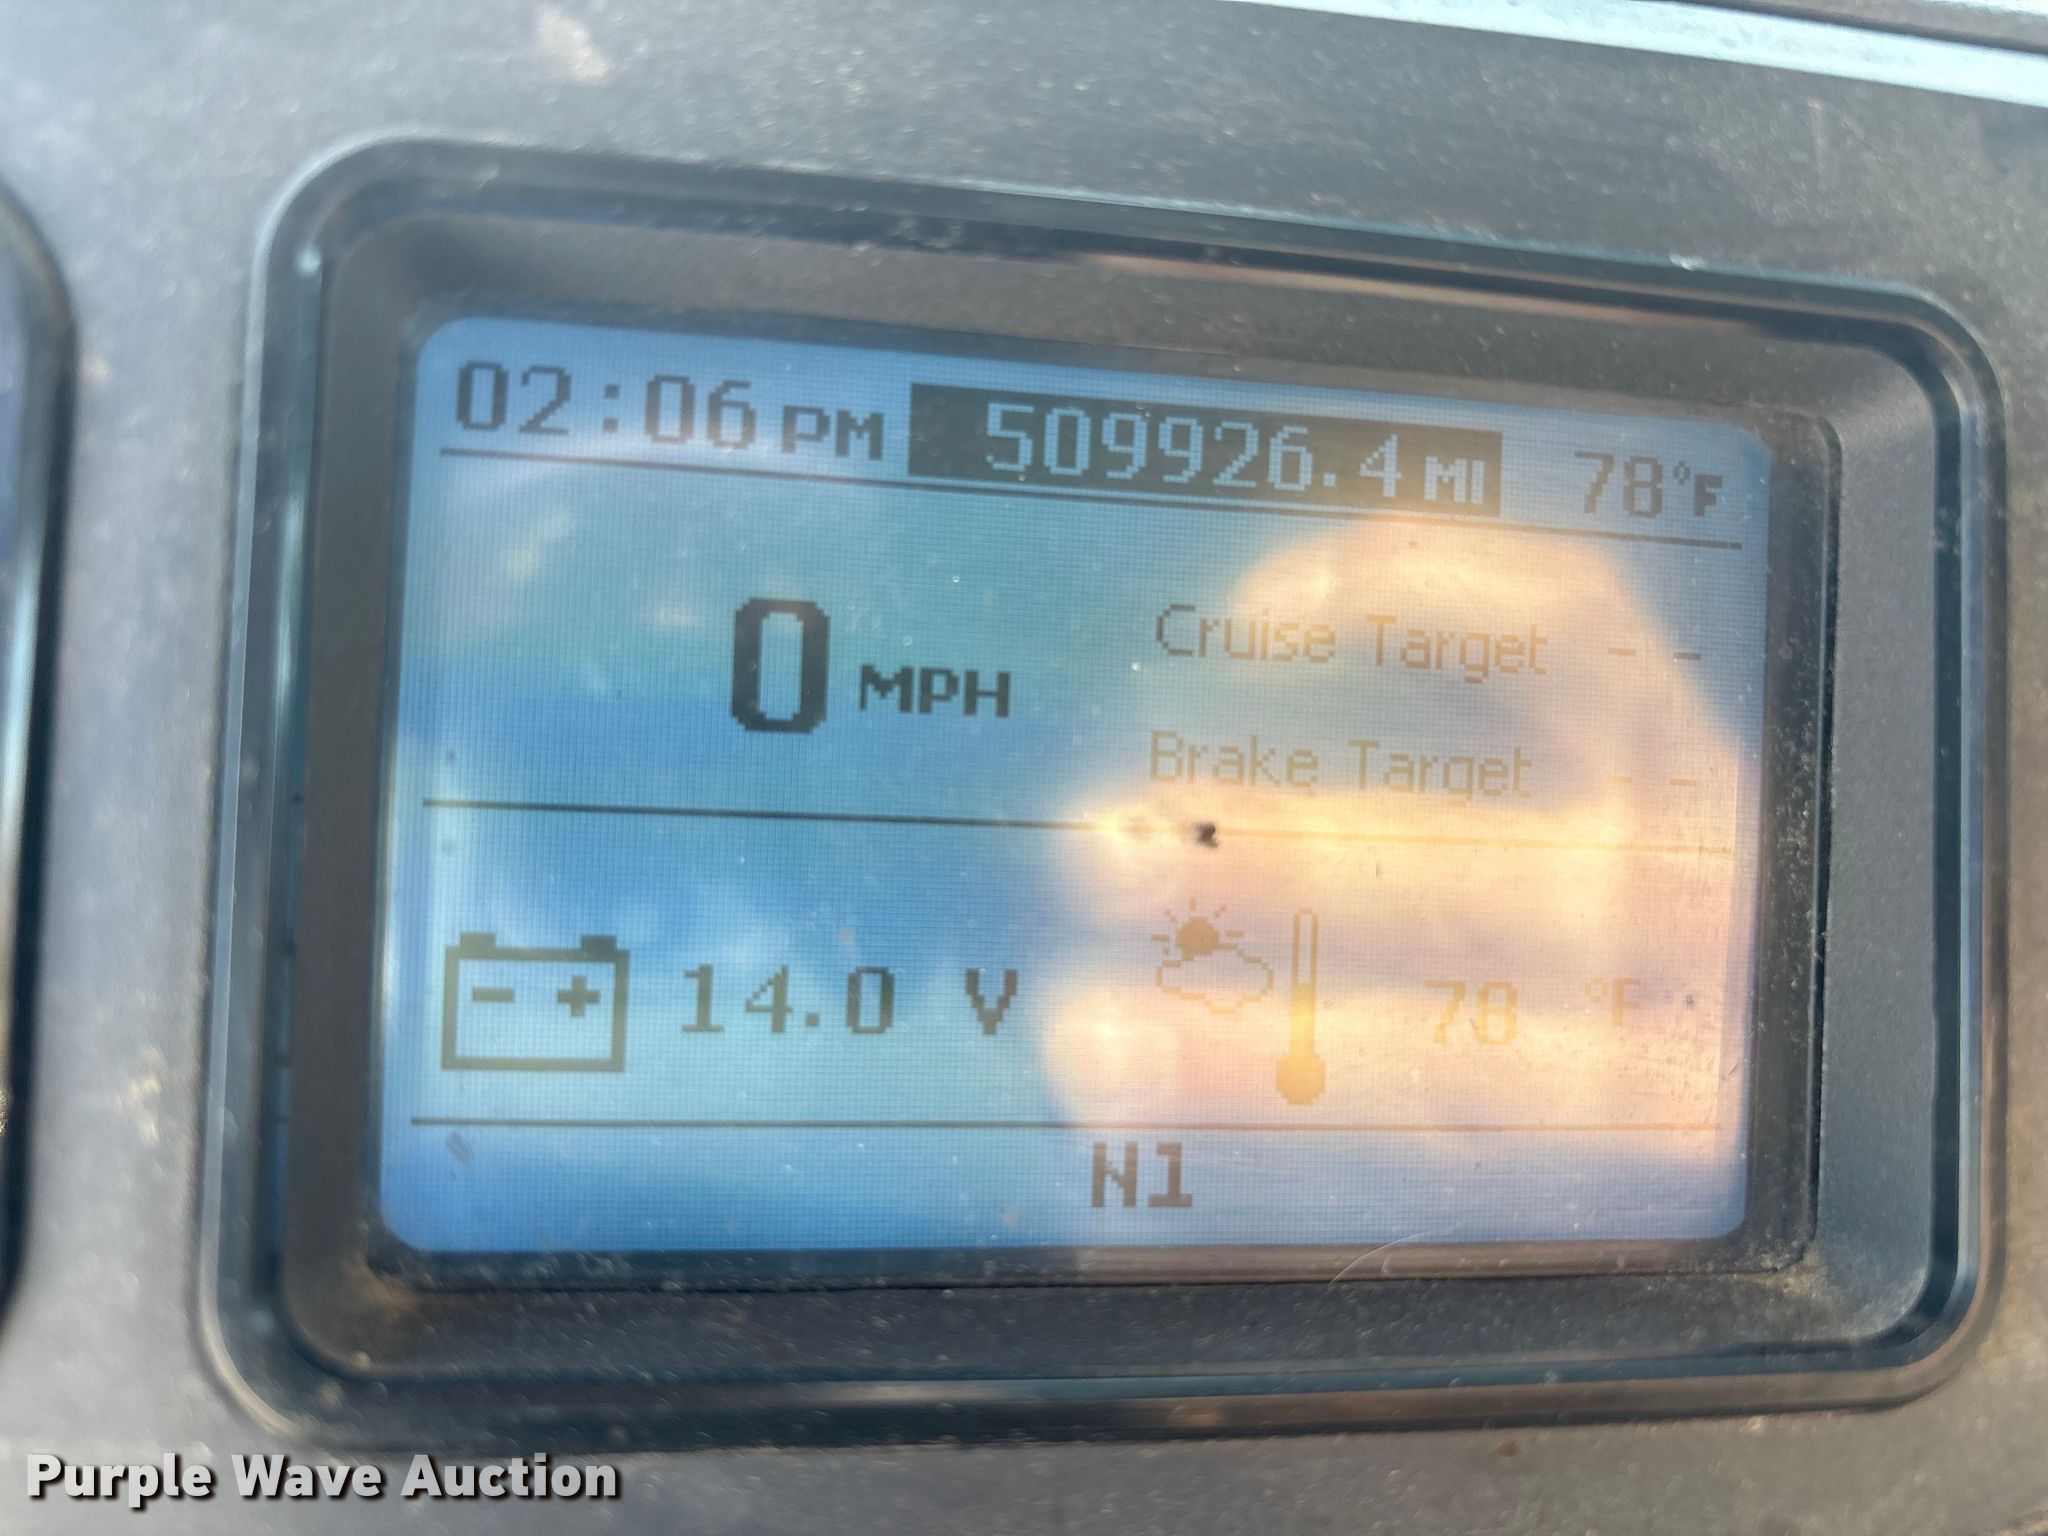 02:06 PM 509926.4 MI 78°F
0 MPH
Cruise Target - -
Brake Target - -
- + 14.0 V 78 °F
N1
Purple Wave Auction